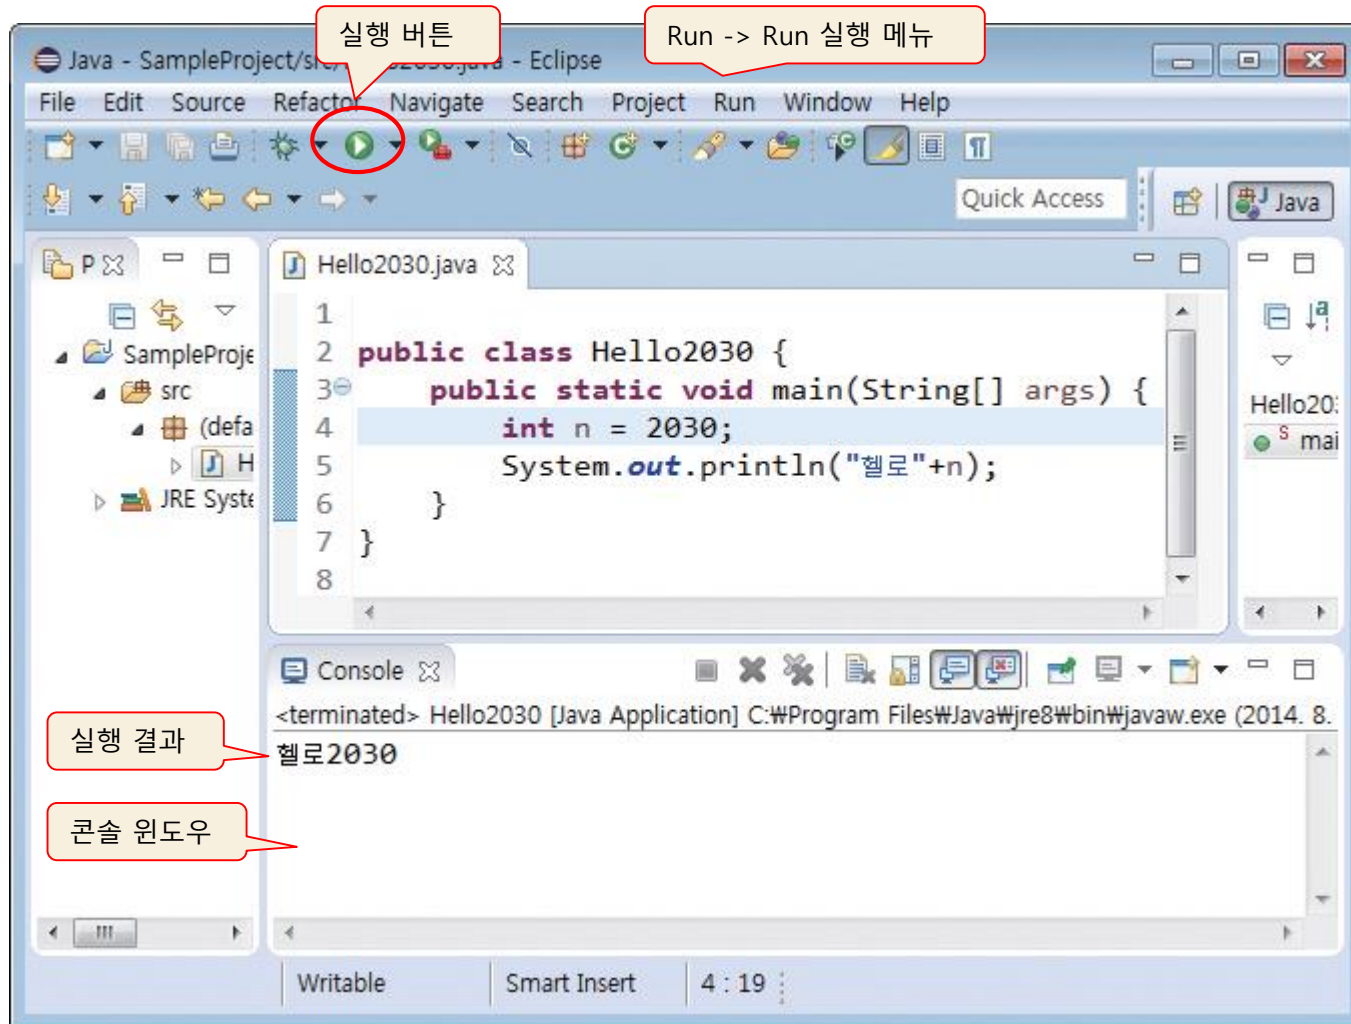 실행 버튼
Run -> Run 실행 메뉴
Java - SampleProject/src/Hello2030.java - Eclipse
File Edit Source Refactor Navigate Search Project Run Window Help
Quick Access
Java
P
Hello2030.java
SampleProje
src
(defa
H
JRE Syste
1
2 public class Hello2030 {
3 public static void main(String[] args) {
4 int n = 2030;
5 System.out.println("헬로"+n);
6 }
7 }
8
Hello20
S mai
Console
<terminated> Hello2030 [Java Application] C:₩Program Files₩Java₩jre8₩bin₩javaw.exe (2014. 8.
실행 결과
헬로2030
콘솔 윈도우
Writable
Smart Insert
4 : 19